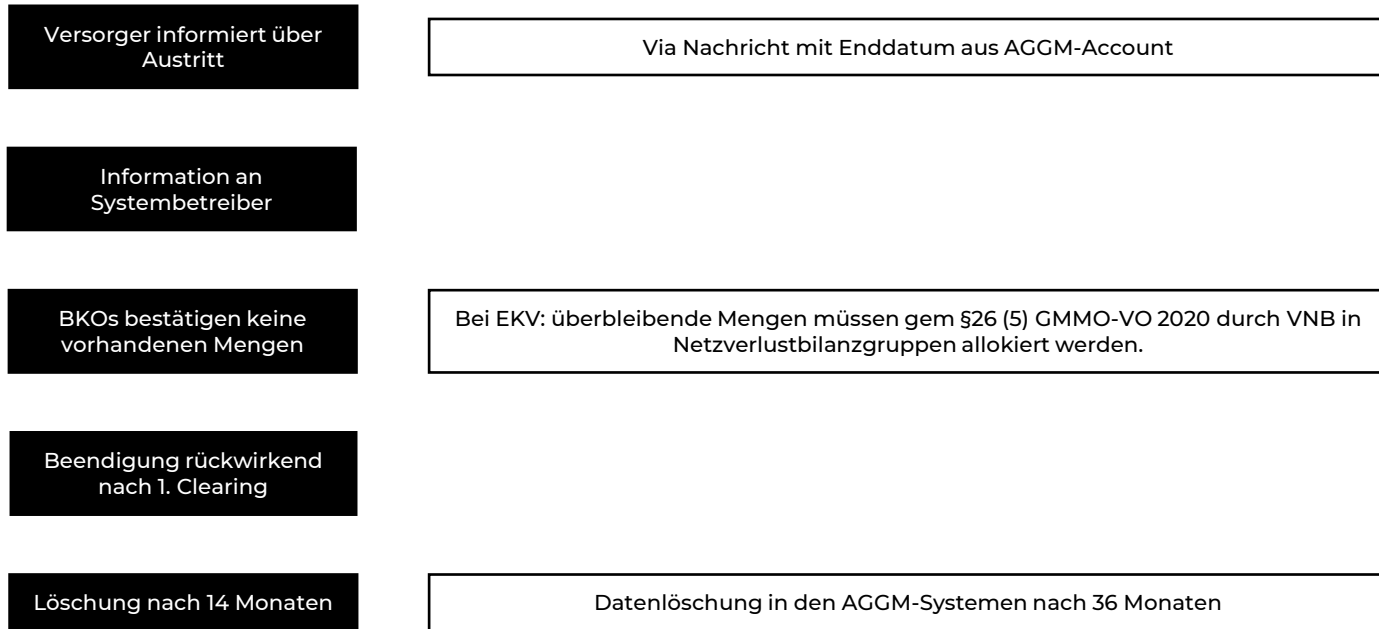 Versorger informiert über
Austritt
Via Nachricht mit Enddatum aus AGGM-Account
Information an
Systembetreiber
BKOs bestätigen keine
vorhandenen Mengen
Bei EKV: überbleibende Mengen müssen gem §26 (5) GMMO-VO 2020 durch VNB in
Netzverlustbilanzgruppen allokiert werden.
Beendigung rückwirkend
nach 1. Clearing
Löschung nach 14 Monaten
Datenlöschung in den AGGM-Systemen nach 36 Monaten